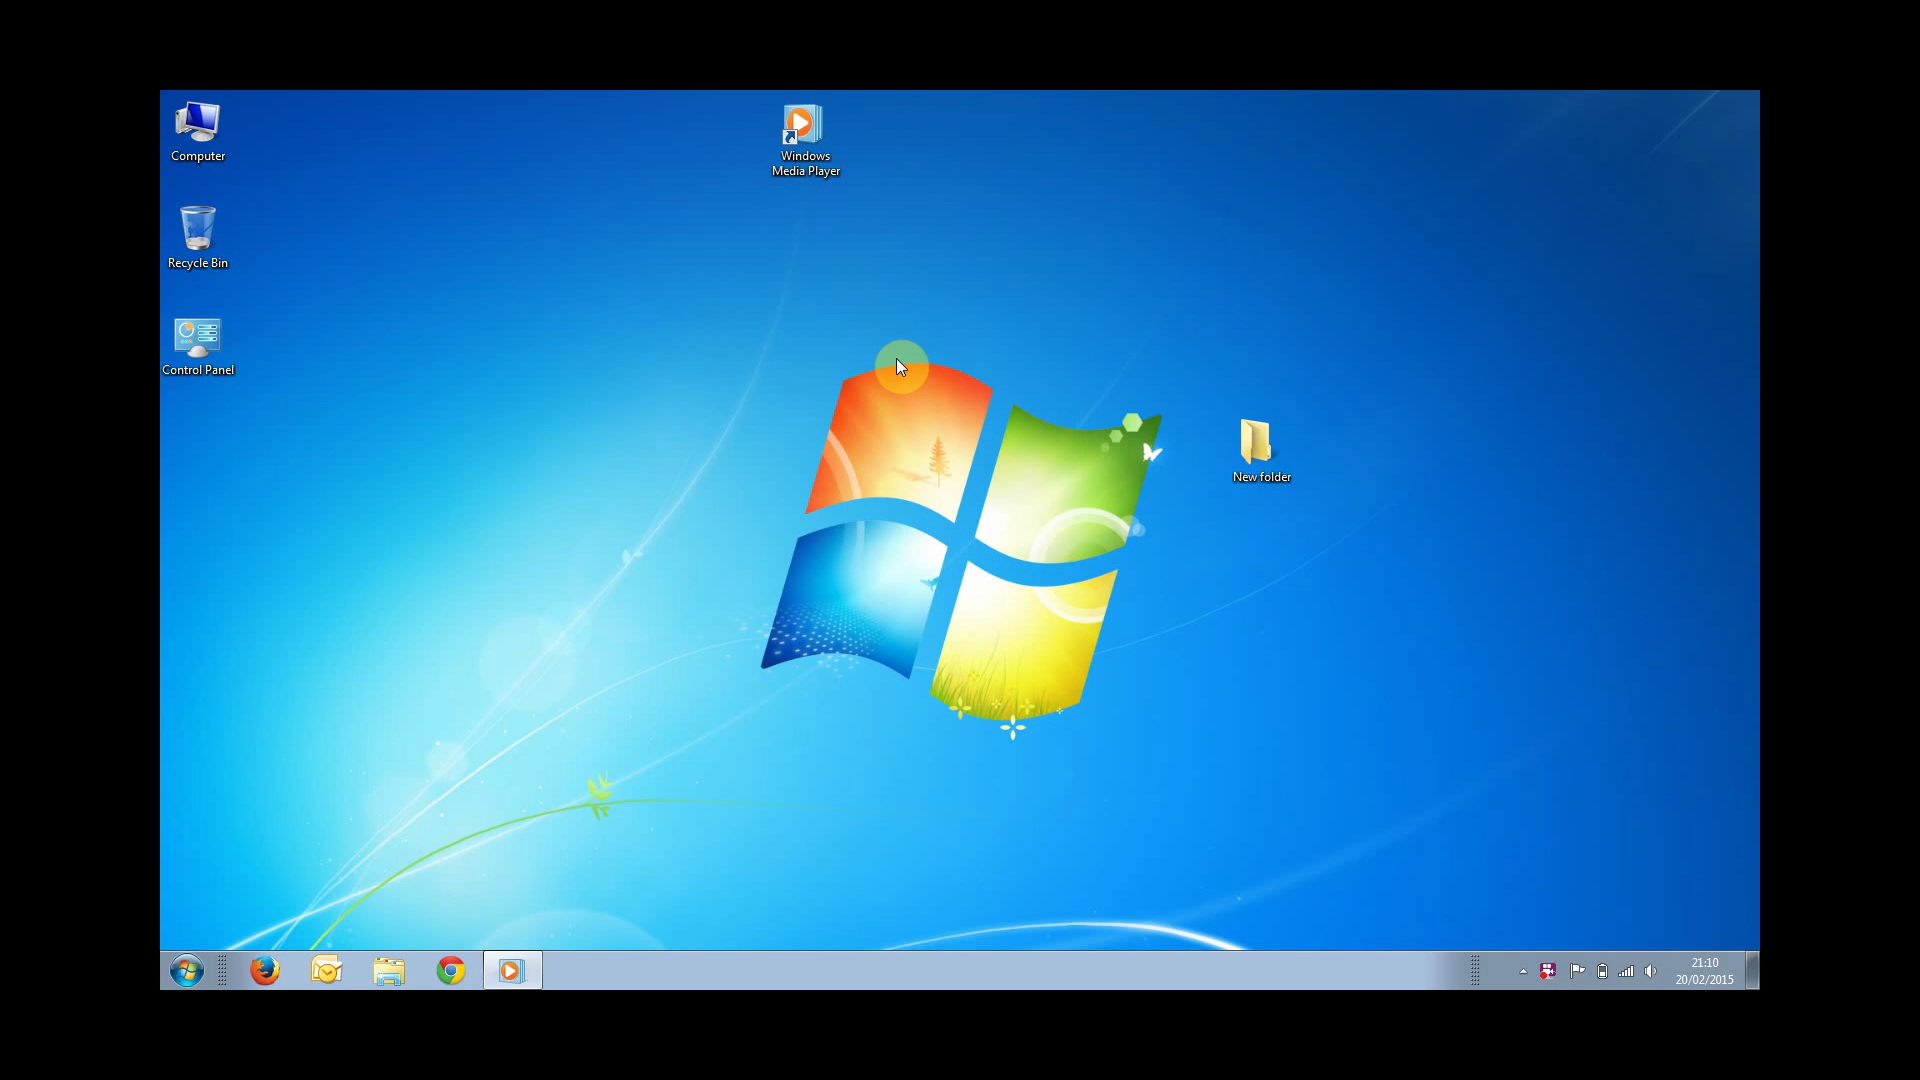 Computer
Windows
Media Player
Recycle Bin
Control Panel
New folder
21:10
20/02/2015